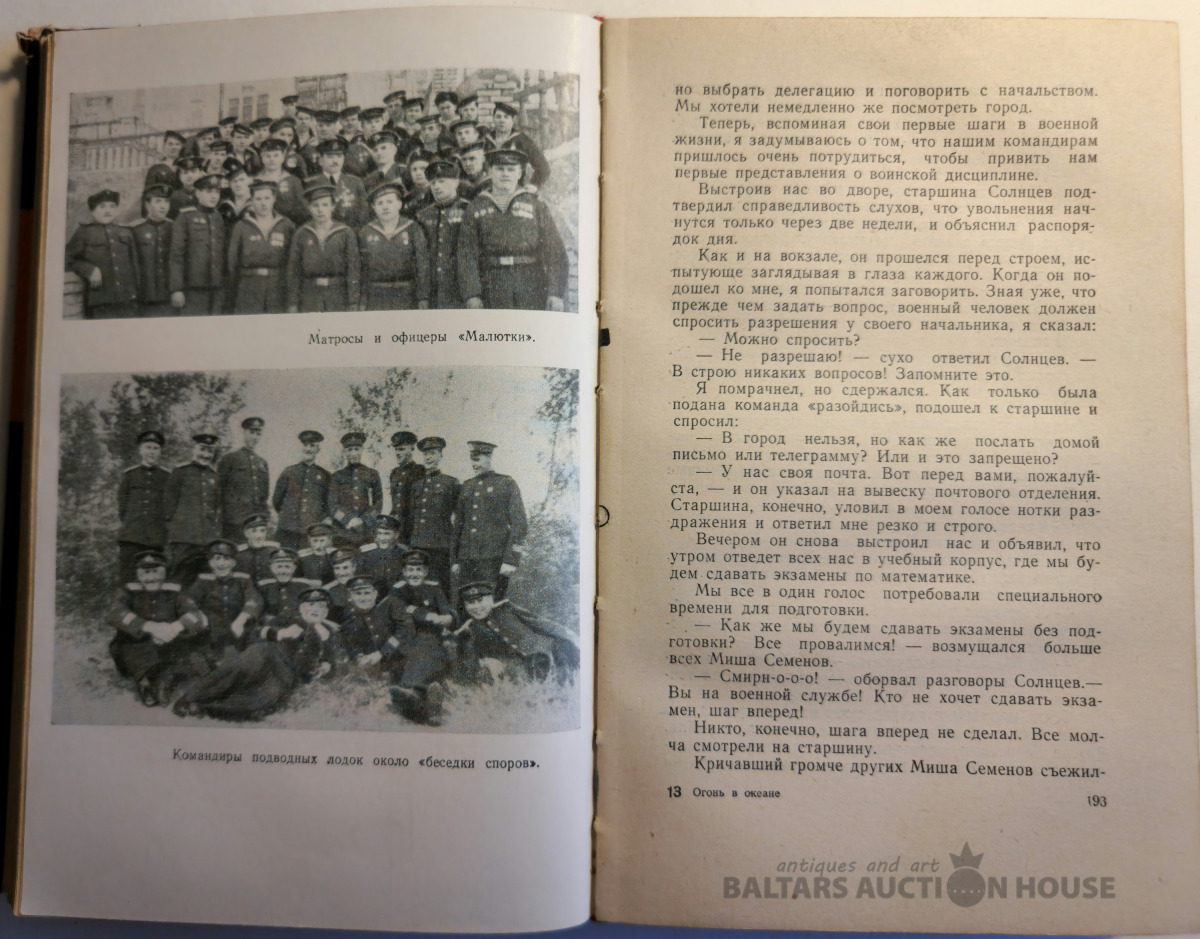 Матросы и офицеры «Малютки».
Командиры подводных лодок около «беседки споров».
но выбрать делегацию и поговорить с начальством.
Мы хотели немедленно же посмотреть город.
Теперь, вспоминая свои первые шаги в военной
жизни, я задумываюсь о том, что нашим командирам
пришлось очень потрудиться, чтобы привить нам
первые представления о воинской дисциплине.
Выстроив нас во дворе, старшина Солнцев под-
твердил справедливость слухов, что увольнения нач-
нутся только через две недели, и объяснил распоря-
док дня.
Как и на вокзале, он прошелся перед строем, ис-
пытующе заглядывая в глаза каждого. Когда он по-
дошел ко мне, я попытался заговорить. Зная уже, что
прежде чем задать вопрос, военный человек должен
спросить разрешения у своего начальника, я сказал:
— Можно спросить?
— Не разрешаю! — сухо ответил Солнцев. —
В строю никаких вопросов! Запомните это.
Я помрачнел, но сдержался. Как только была
подана команда «разойдись», подошел к старшине и
спросил:
— В город нельзя, но как же послать домой
письмо или телеграмму? Или и это запрещено?
— У нас своя почта. Вот перед вами, пожалуй-
ста, — и он указал на вывеску почтового отделения.
Старшина, конечно, уловил в моем голосе нотки раз-
дражения и ответил мне резко и строго.
Вечером он снова выстроил нас и объявил, что
утром отведет всех нас в учебный корпус, где мы бу-
дем сдавать экзамены по математике.
Мы все в один голос потребовали специального
времени для подготовки.
— Как же мы будем сдавать экзамены без под-
готовки? Все провалимся! — возмущался больше
всех Миша Семенов.
— Смирн-о-о-о! — оборвал разговоры Солнцев.—
Вы на военной службе! Кто не хочет сдавать экза-
мен, шаг вперед!
Никто, конечно, шага вперед не сделал. Все мол-
ча смотрели на старшину.
Кричавший громче других Миша Семенов съежил-
13 Огонь в океане
193
antiques and art
BALTARS AUCTION HOUSE